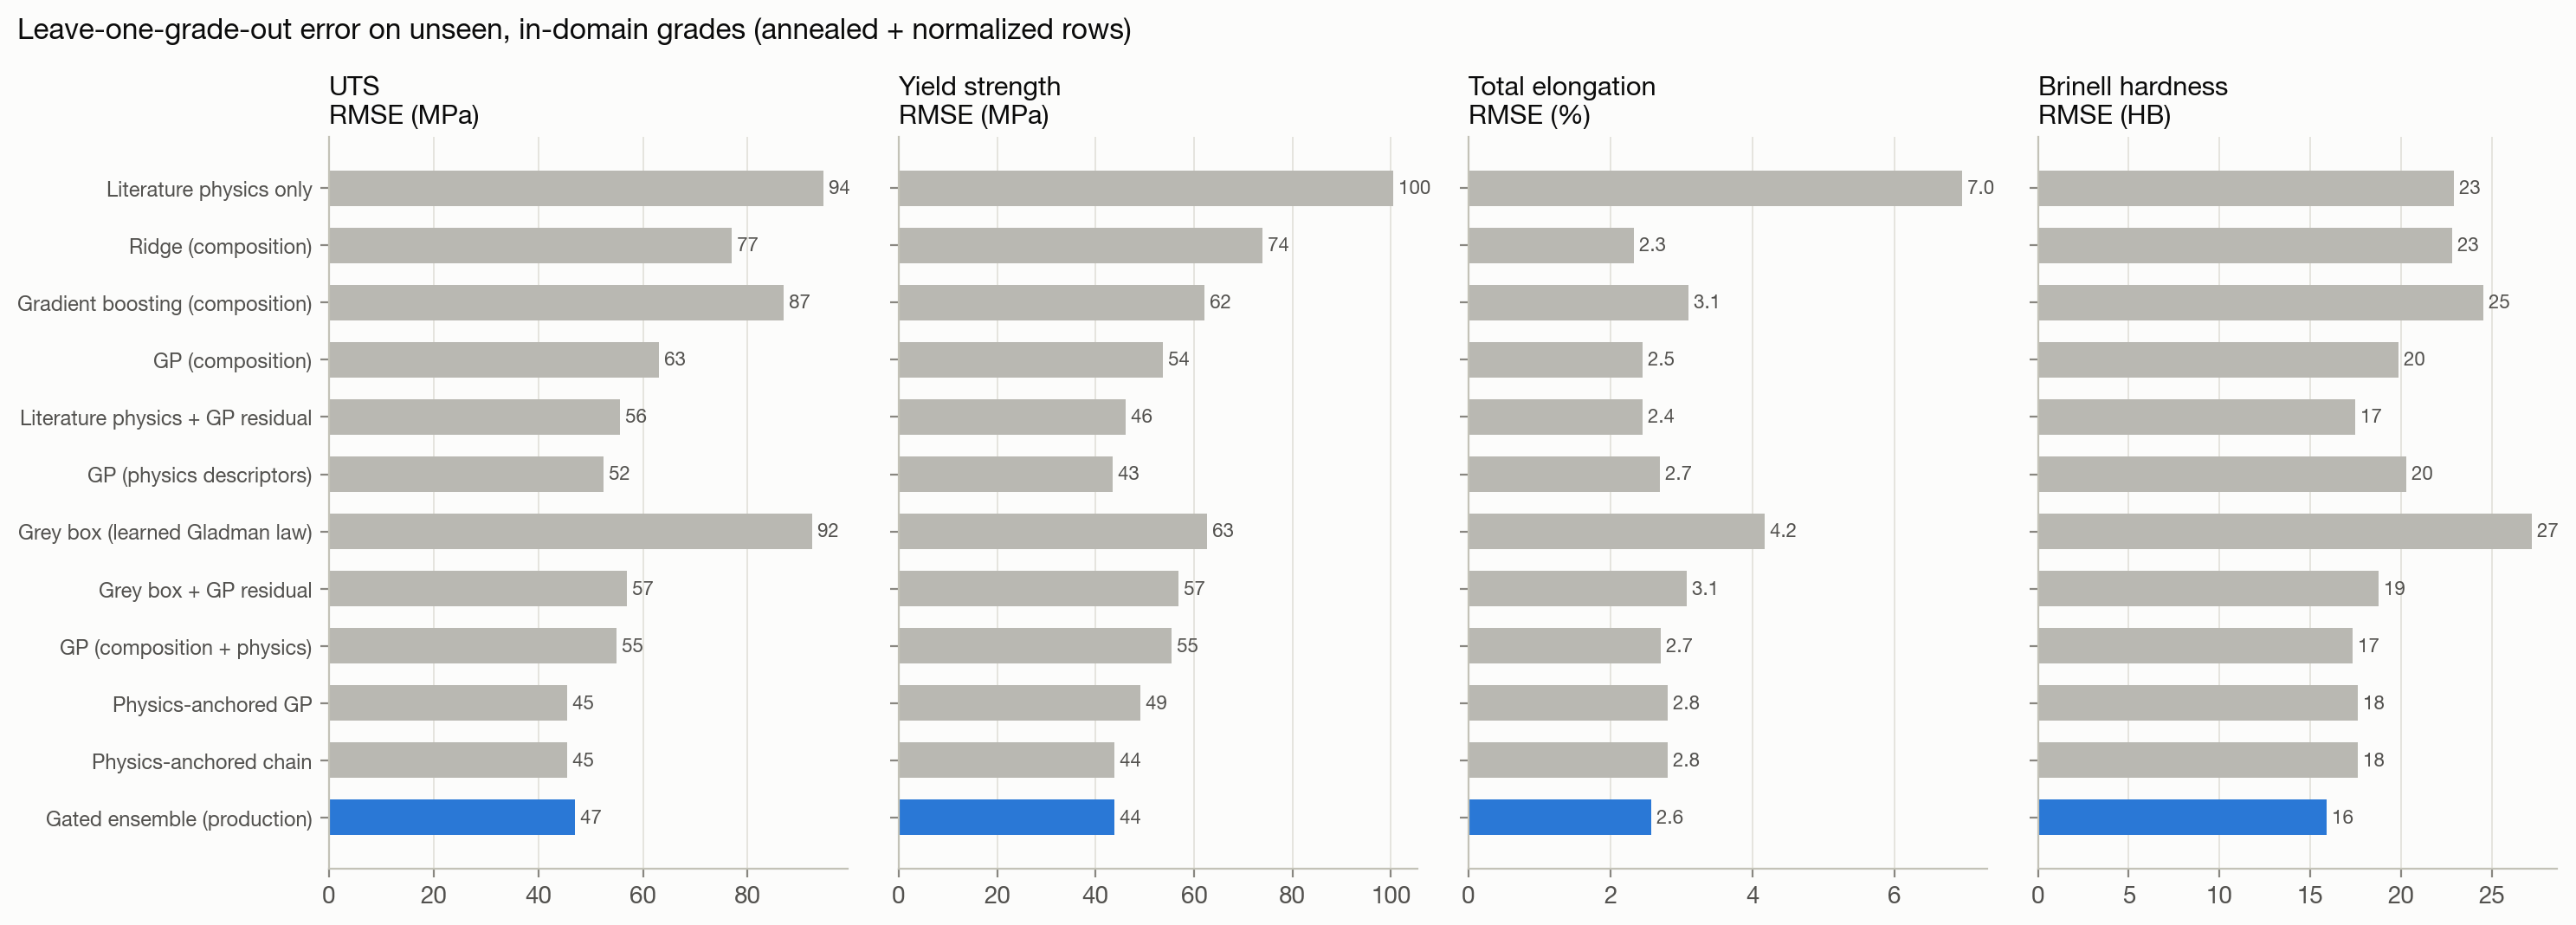 Leave-one-grade-out error on unseen, in-domain grades (annealed + normalized rows)
UTS
RMSE (MPa)
Yield strength
RMSE (MPa)
Total elongation
RMSE (%)
Brinell hardness
RMSE (HB)
Literature physics only 94 100 7.0 23
Ridge (composition) 77 74 2.3 23
Gradient boosting (composition) 87 62 3.1 25
GP (composition) 63 54 2.5 20
Literature physics + GP residual 56 46 2.4 17
GP (physics descriptors) 52 43 2.7 20
Grey box (learned Gladman law) 92 63 4.2 27
Grey box + GP residual 57 57 3.1 19
GP (composition + physics) 55 55 2.7 17
Physics-anchored GP 45 49 2.8 18
Physics-anchored chain 45 44 2.8 18
Gated ensemble (production) 47 44 2.6 16
0 20 40 60 80
0 20 40 60 80 100
0 2 4 6
0 5 10 15 20 25